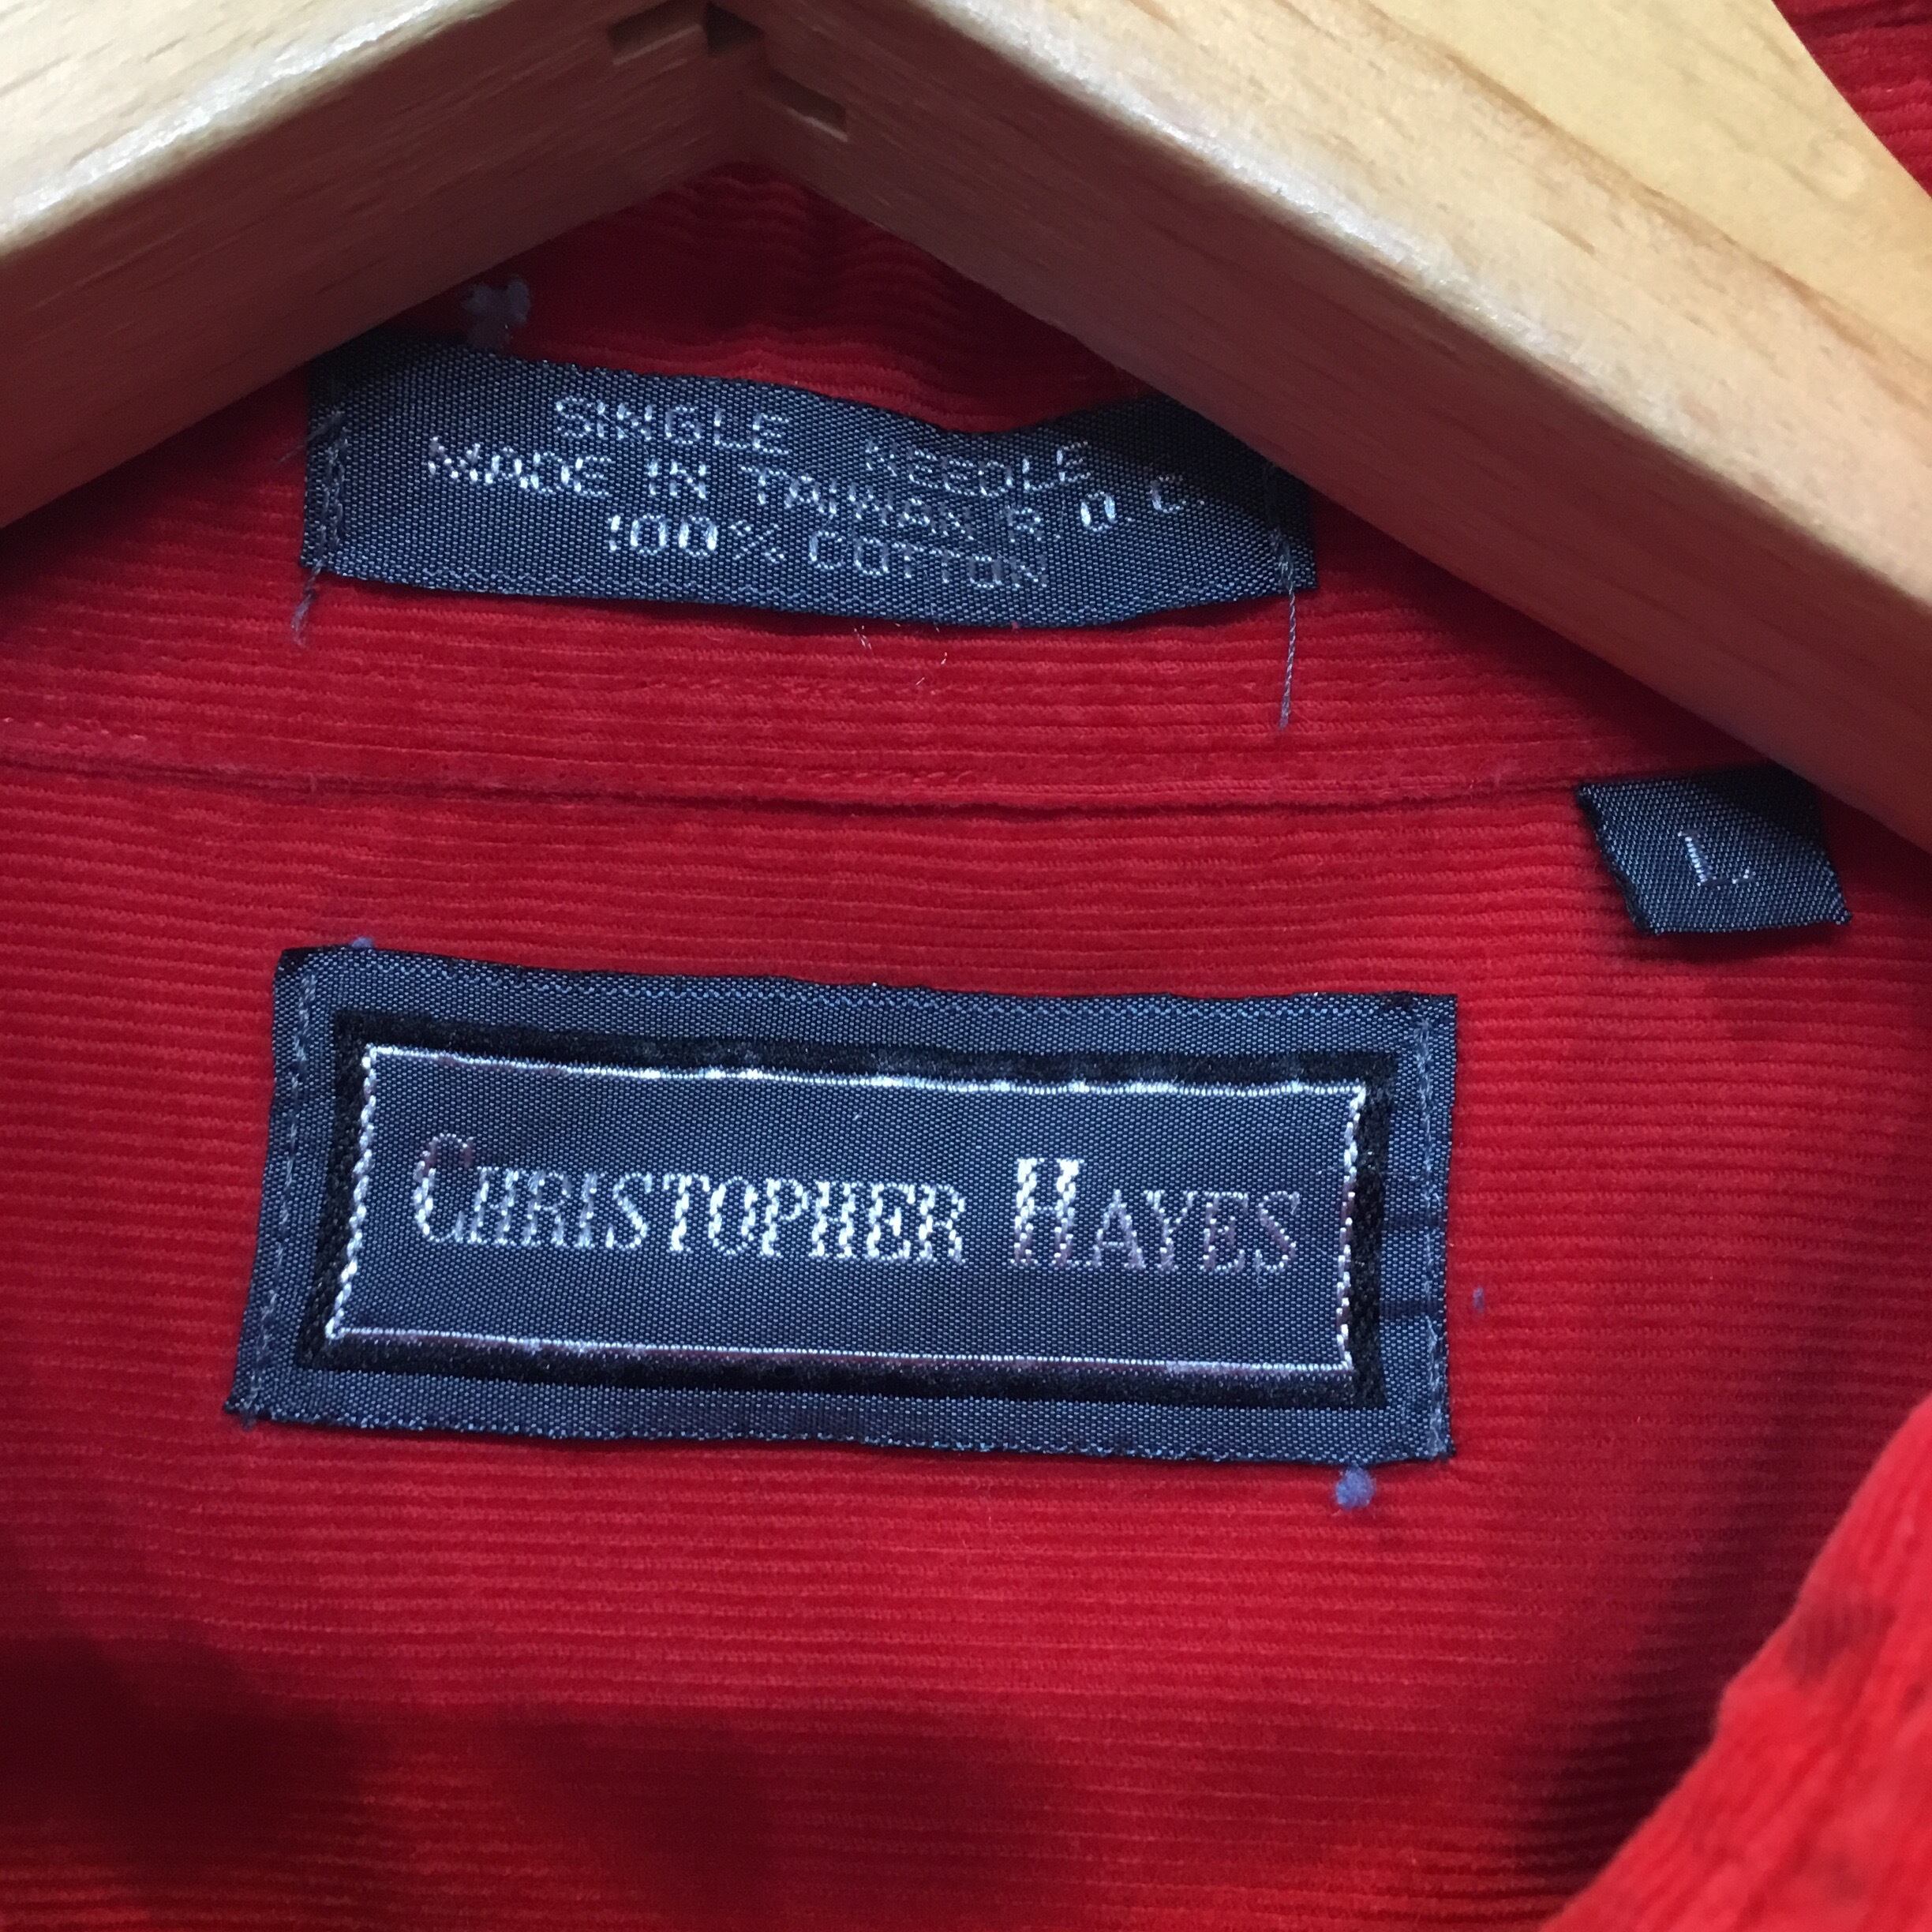 SINGLE NEEDLE
MADE IN TAIWAN R.O.C.
100% COTTON
L
CHRISTOPHER HAYES